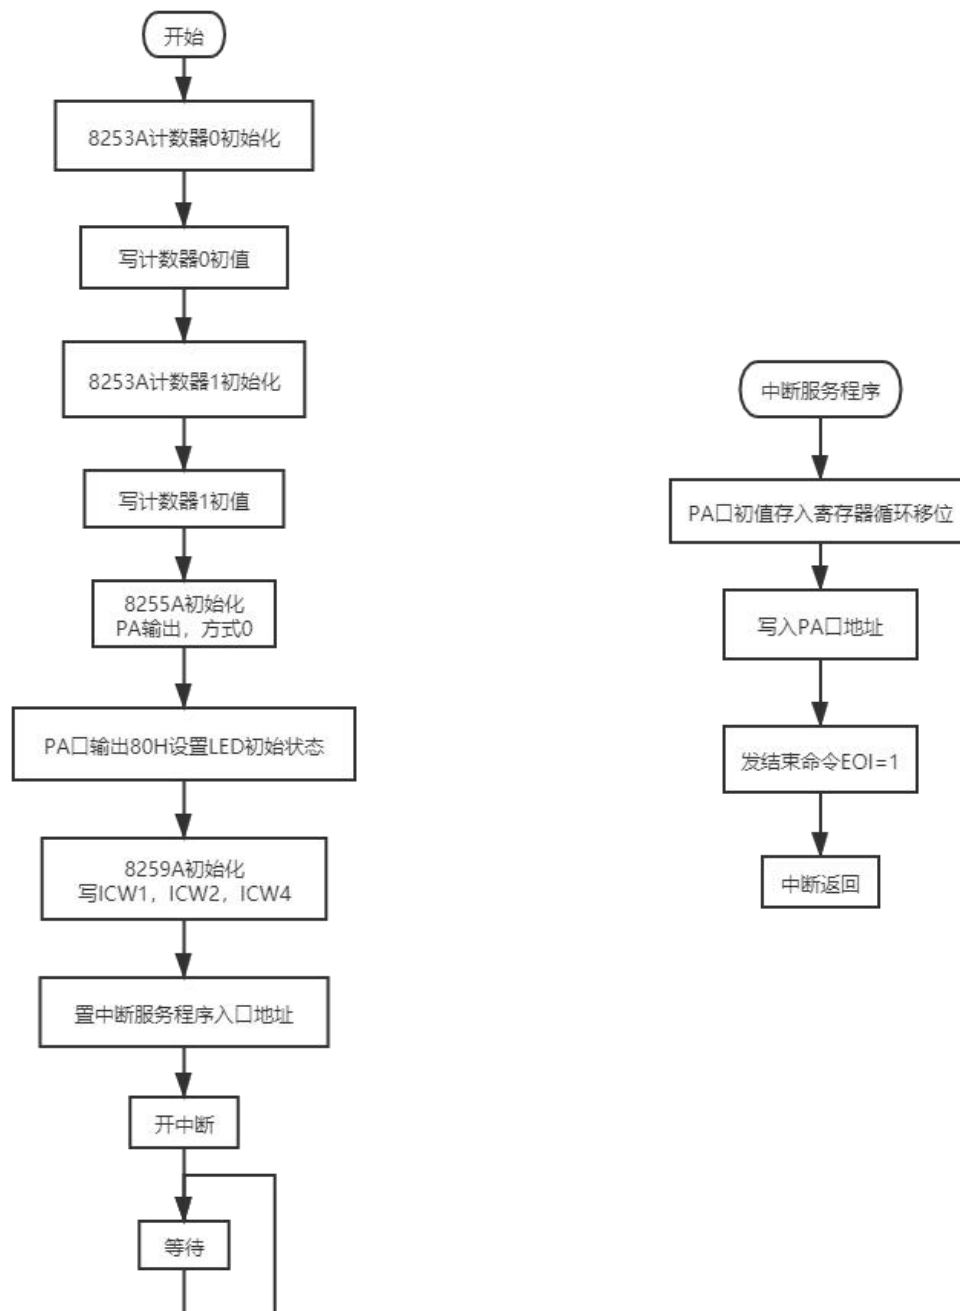 开始
8253A计数器0初始化
写计数器0初值
8253A计数器1初始化
写计数器1初值
8255A初始化
PA输出，方式0
PA口输出80H设置LED初始状态
8259A初始化
写ICW1，ICW2，ICW4
置中断服务程序入口地址
开中断
等待
中断服务程序
PA口初值存入寄存器循环移位
写入PA口地址
发结束命令EOI=1
中断返回